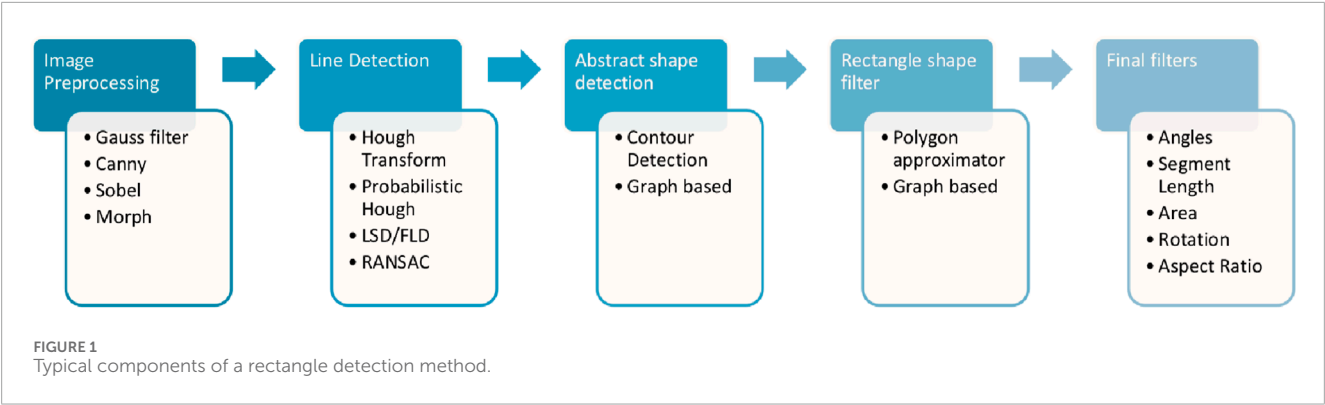 Image
Preprocessing
• Gauss filter
• Canny
• Sobel
• Morph
Line Detection
• Hough
Transform
• Probabilistic
Hough
• LSD/FLD
• RANSAC
Abstract shape
detection
• Contour
Detection
• Graph based
Rectangle shape
filter
• Polygon
approximator
• Graph based
Final filters
• Angles
• Segment
Length
• Area
• Rotation
• Aspect Ratio
FIGURE 1
Typical components of a rectangle detection method.